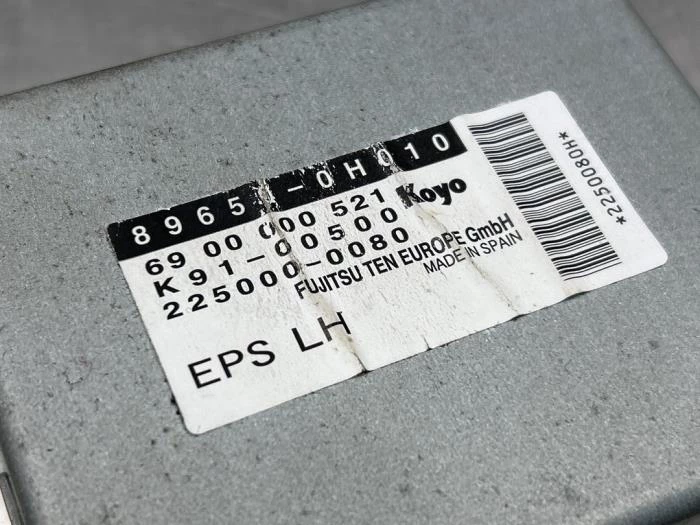 8965 -0H010
69 00 000 521 Koyo
K91-00500
225000-0080
FUJITSU TEN EUROPE GmbH
MADE IN SPAIN
EPS LH
*2250080H*